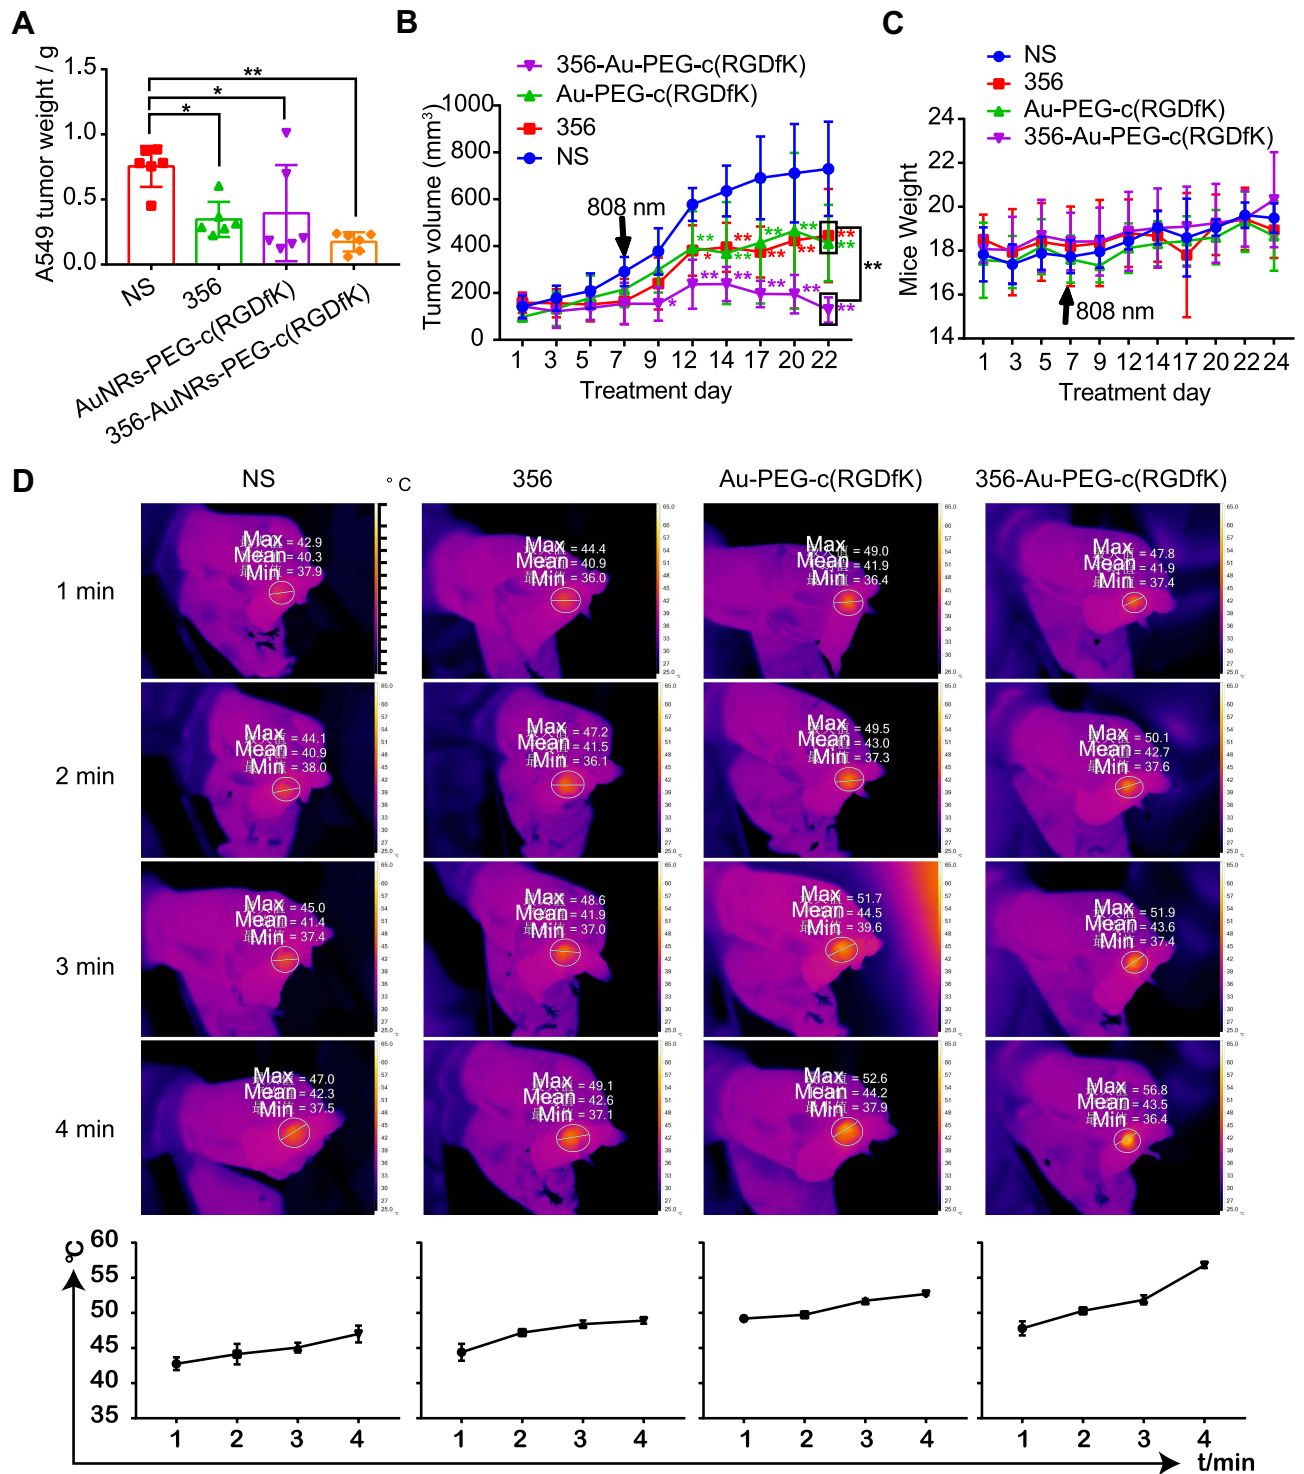 A
A549 tumor weight / g
1.5
1.0
0.5
0.0
**
*
*
NS
356
AuNRs-PEG-c(RGDfK)
356-AuNRs-PEG-c(RGDfK)
B
356-Au-PEG-c(RGDfK)
Au-PEG-c(RGDfK)
356
NS
Tumor volume (mm³)
1000
800
600
400
200
0
808 nm
** ** ** ** **
* ** ** ** **
* ** ** ** ** **
**
1 3 5 7 9 12 14 17 20 22
Treatment day
C
NS
356
Au-PEG-c(RGDfK)
356-Au-PEG-c(RGDfK)
Mice Weight
24
22
20
18
16
14
808 nm
1 3 5 7 9 12 14 17 20 22 24
Treatment day
D
NS
°C
356
Au-PEG-c(RGDfK)
356-Au-PEG-c(RGDfK)
1 min
Max = 42.9
Mean = 40.3
Min = 37.9
Max = 44.4
Mean = 40.9
Min = 36.0
Max = 49.0
Mean = 41.9
Min = 36.4
Max = 47.8
Mean = 41.9
Min = 37.4
2 min
Max = 44.1
Mean = 40.9
Min = 38.0
Max = 47.2
Mean = 41.5
Min = 36.1
Max = 49.5
Mean = 43.0
Min = 37.3
Max = 50.1
Mean = 42.7
Min = 37.6
3 min
Max = 45.0
Mean = 41.4
Min = 37.4
Max = 48.6
Mean = 41.9
Min = 37.0
Max = 51.7
Mean = 44.5
Min = 39.6
Max = 51.9
Mean = 43.6
Min = 37.4
4 min
Max = 47.0
Mean = 42.3
Min = 37.5
Max = 49.1
Mean = 42.6
Min = 37.1
Max = 52.6
Mean = 44.2
Min = 37.9
Max = 56.8
Mean = 43.5
Min = 36.4
°C
60
55
50
45
40
35
1 2 3 4
1 2 3 4
1 2 3 4
1 2 3 4
t/min